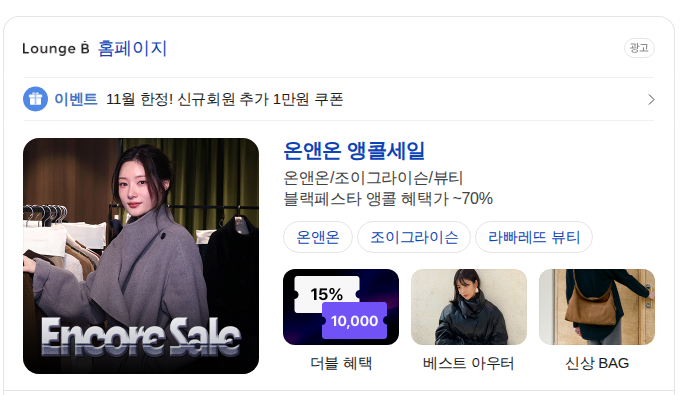 Lounge B 홈페이지
광고
이벤트 11월 한정! 신규회원 추가 1만원 쿠폰
Encore Sale
온앤온 앵콜세일
온앤온/조이그라이슨/뷰티
블랙페스타 앵콜 혜택가 ~70%
온앤온 조이그라이슨 라빠레뜨 뷰티
15%
10,000
더블 혜택 베스트 아우터 신상 BAG